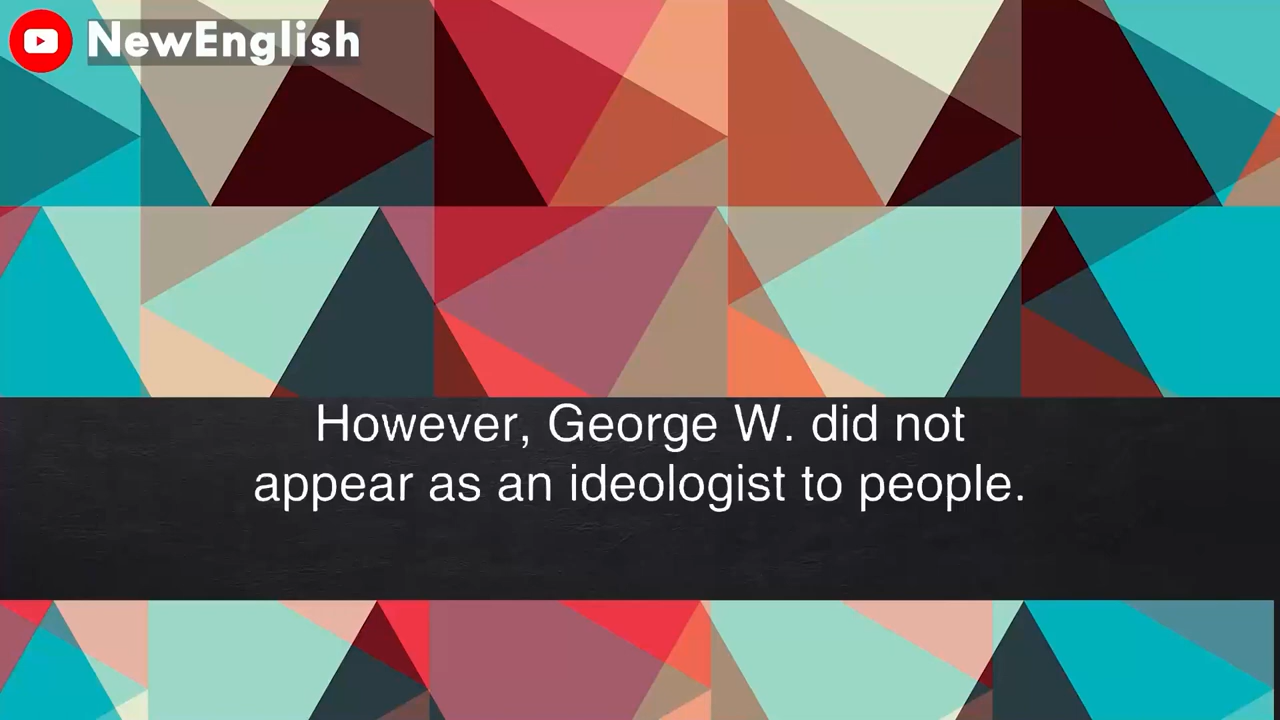 NewEnglish
However, George W. did not
appear as an ideologist to people.